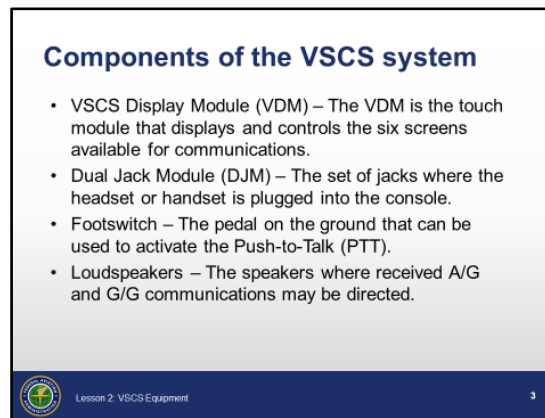 Components of the VSCS system
• VSCS Display Module (VDM) – The VDM is the touch
module that displays and controls the six screens
available for communications.
• Dual Jack Module (DJM) – The set of jacks where the
headset or handset is plugged into the console.
• Footswitch – The pedal on the ground that can be
used to activate the Push-to-Talk (PTT).
• Loudspeakers – The speakers where received A/G
and G/G communications may be directed.
Lesson 2: VSCS Equipment
3